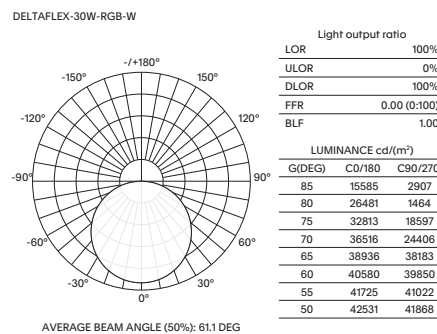 DELTAFLEX-30W-RGB-W
-/+180°
-150°
150°
-120°
120°
-90°
90°
-60°
60°
-30°
30°
0°
AVERAGE BEAM ANGLE (50%): 61.1 DEG
Light output ratio
LOR 100%
ULOR 0%
DLOR 100%
FFR 0.00 (0:100)
BLF 1.00
LUMINANCE cd/(m²)
G(DEG) C0/180 C90/270
85 15585 2907
80 26481 1464
75 32813 18597
70 36516 24406
65 38936 38183
60 40580 39850
55 41725 41022
50 42531 41868